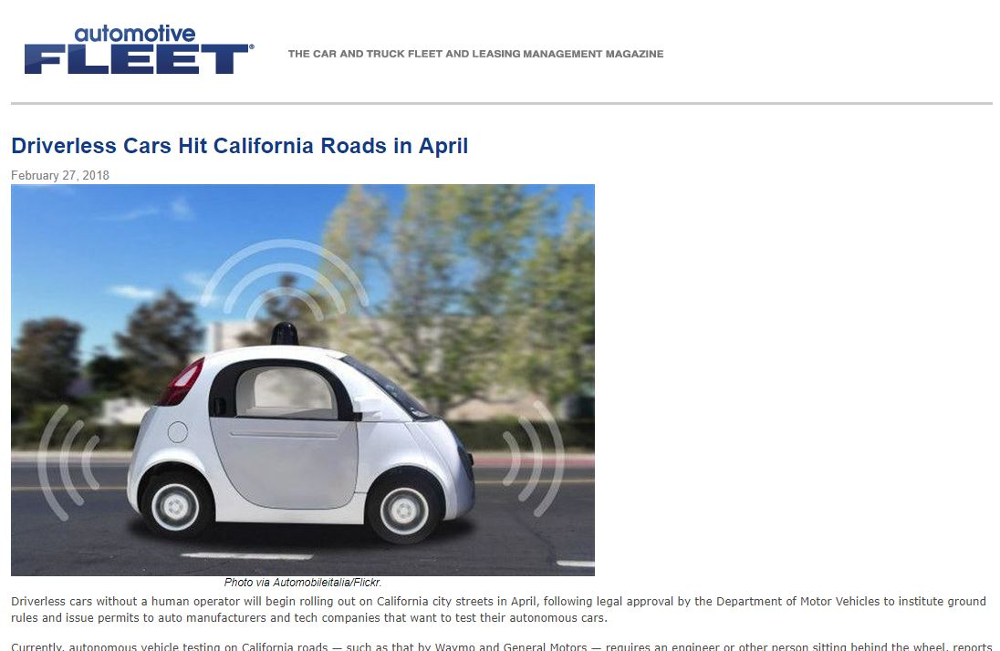 automotive
FLEET®
THE CAR AND TRUCK FLEET AND LEASING MANAGEMENT MAGAZINE
Driverless Cars Hit California Roads in April
February 27, 2018
Photo via Automobileitalia/Flickr.
Driverless cars without a human operator will begin rolling out on California city streets in April, following legal approval by the Department of Motor Vehicles to institute ground
rules and issue permits to auto manufacturers and tech companies that want to test their autonomous cars.
Currently, autonomous vehicle testing on California roads — such as that by Waymo and General Motors — requires an engineer or other person sitting behind the wheel, reports